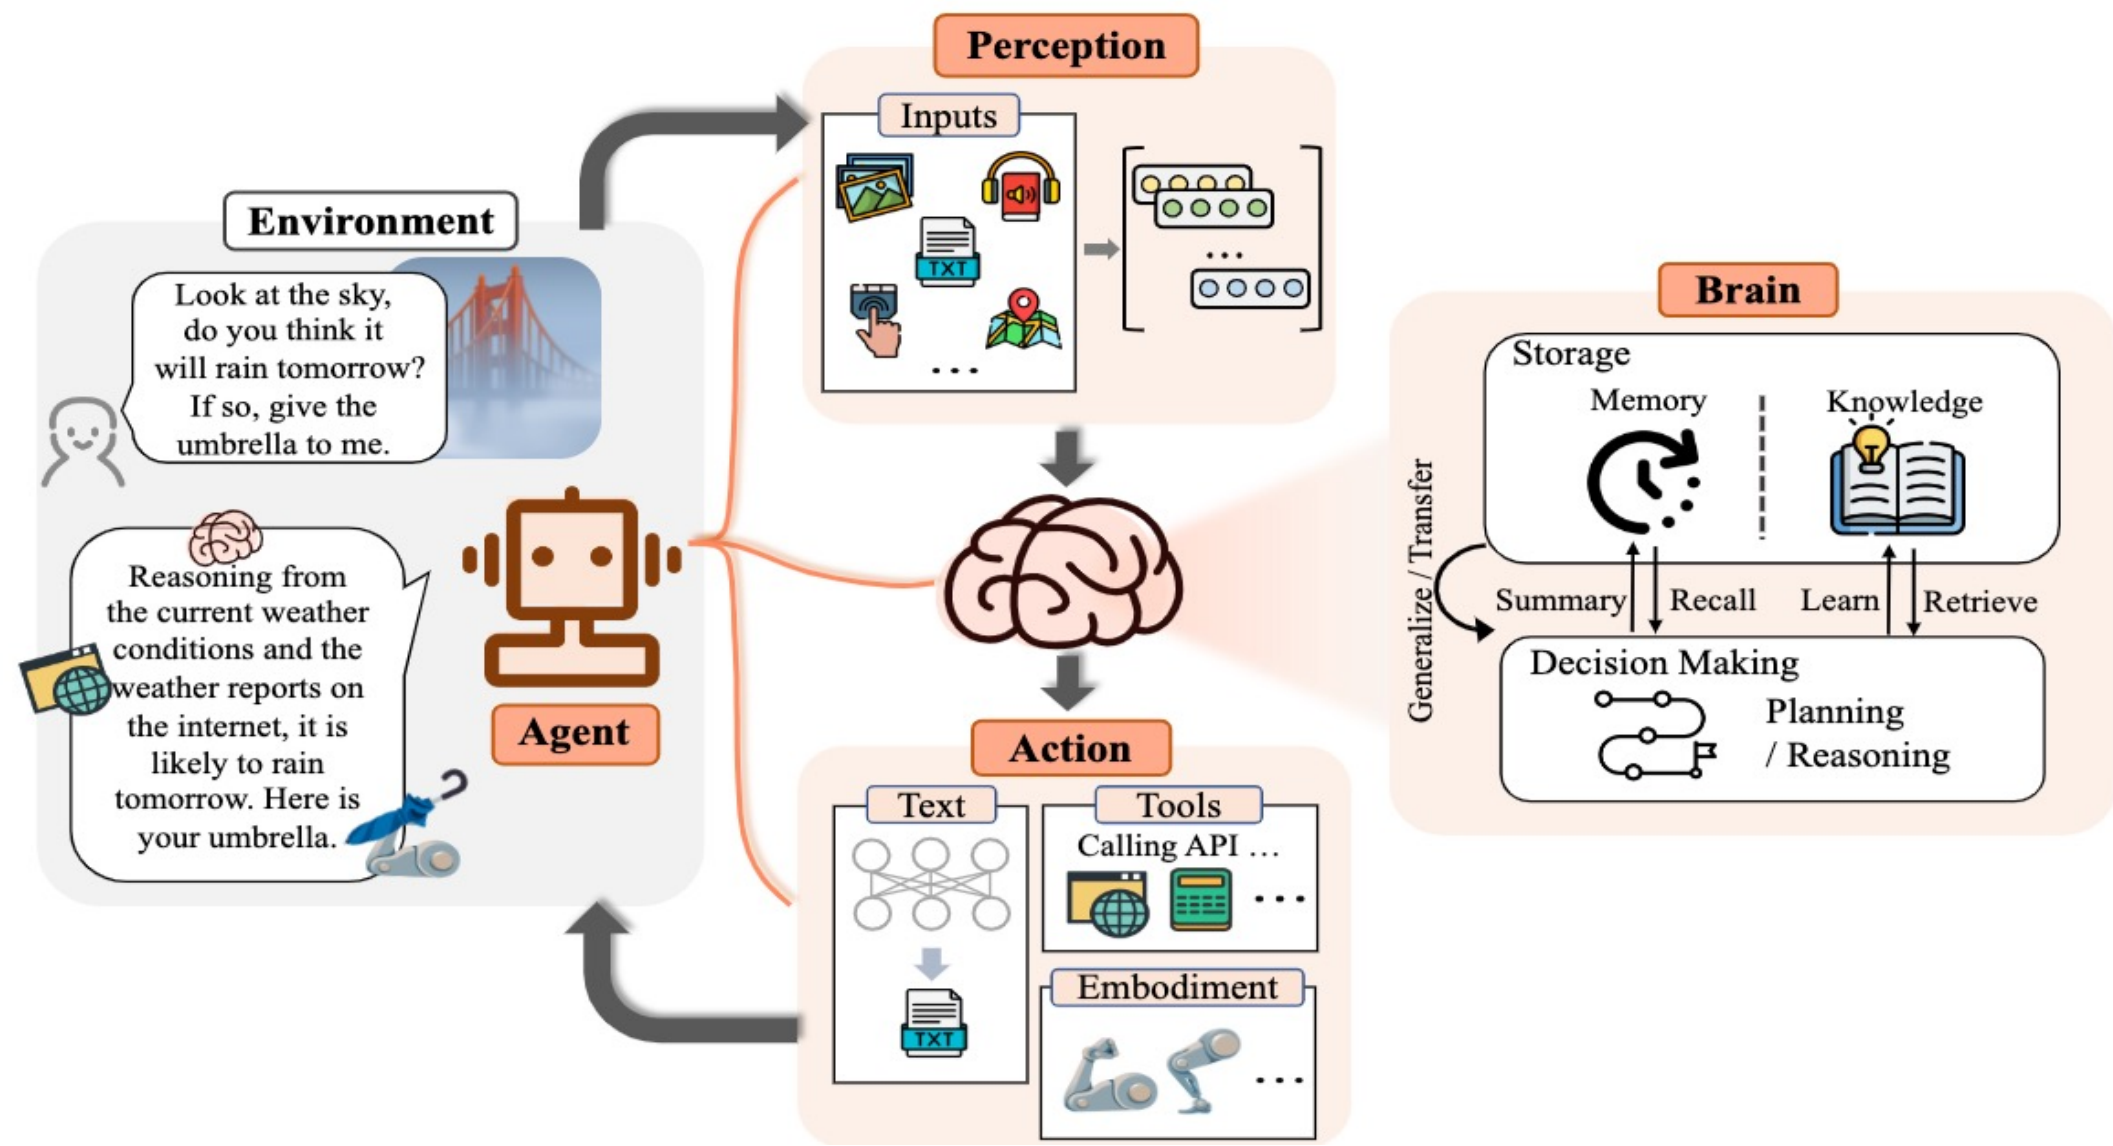 Perception
Inputs
TXT
...
...
Environment
Look at the sky,
do you think it
will rain tomorrow?
If so, give the
umbrella to me.
Reasoning from
the current weather
conditions and the
weather reports on
the internet, it is
likely to rain
tomorrow. Here is
your umbrella.
Agent
Brain
Storage
Memory
Knowledge
Generalize / Transfer
Summary
Recall
Learn
Retrieve
Decision Making
Planning
/ Reasoning
Action
Text
TXT
Tools
Calling API ...
...
Embodiment
...